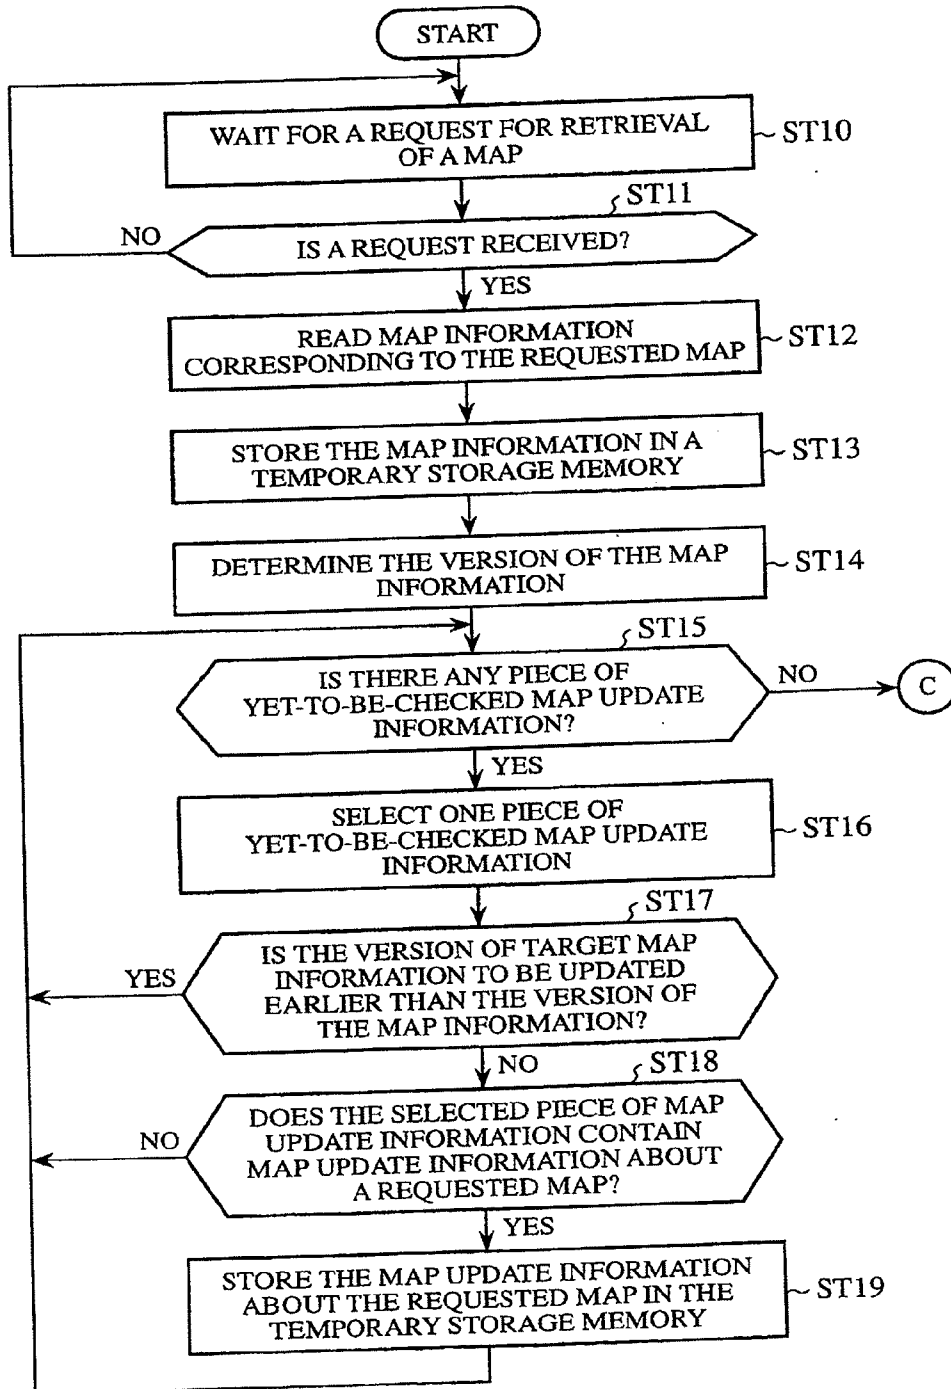 START
WAIT FOR A REQUEST FOR RETRIEVAL
OF A MAP
ST10
ST11
NO
IS A REQUEST RECEIVED?
YES
READ MAP INFORMATION
CORRESPONDING TO THE REQUESTED MAP
ST12
STORE THE MAP INFORMATION IN A
TEMPORARY STORAGE MEMORY
ST13
DETERMINE THE VERSION OF THE MAP
INFORMATION
ST14
ST15
IS THERE ANY PIECE OF
YET-TO-BE-CHECKED MAP UPDATE
INFORMATION?
NO
C
YES
SELECT ONE PIECE OF
YET-TO-BE-CHECKED MAP UPDATE
INFORMATION
ST16
ST17
IS THE VERSION OF TARGET MAP
INFORMATION TO BE UPDATED
EARLIER THAN THE VERSION OF
THE MAP INFORMATION?
YES
NO
ST18
DOES THE SELECTED PIECE OF MAP
UPDATE INFORMATION CONTAIN
MAP UPDATE INFORMATION ABOUT
A REQUESTED MAP?
NO
YES
STORE THE MAP UPDATE INFORMATION
ABOUT THE REQUESTED MAP IN THE
TEMPORARY STORAGE MEMORY
ST19